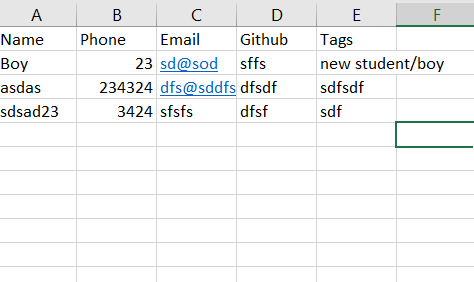 A B C D E F
Name Phone Email Github Tags
Boy 23 sd@sod sffs new student/boy
asdas 234324 dfs@sddfs dfsdf sdfsdf
sdsad23 3424 sfsfs dfsf sdf